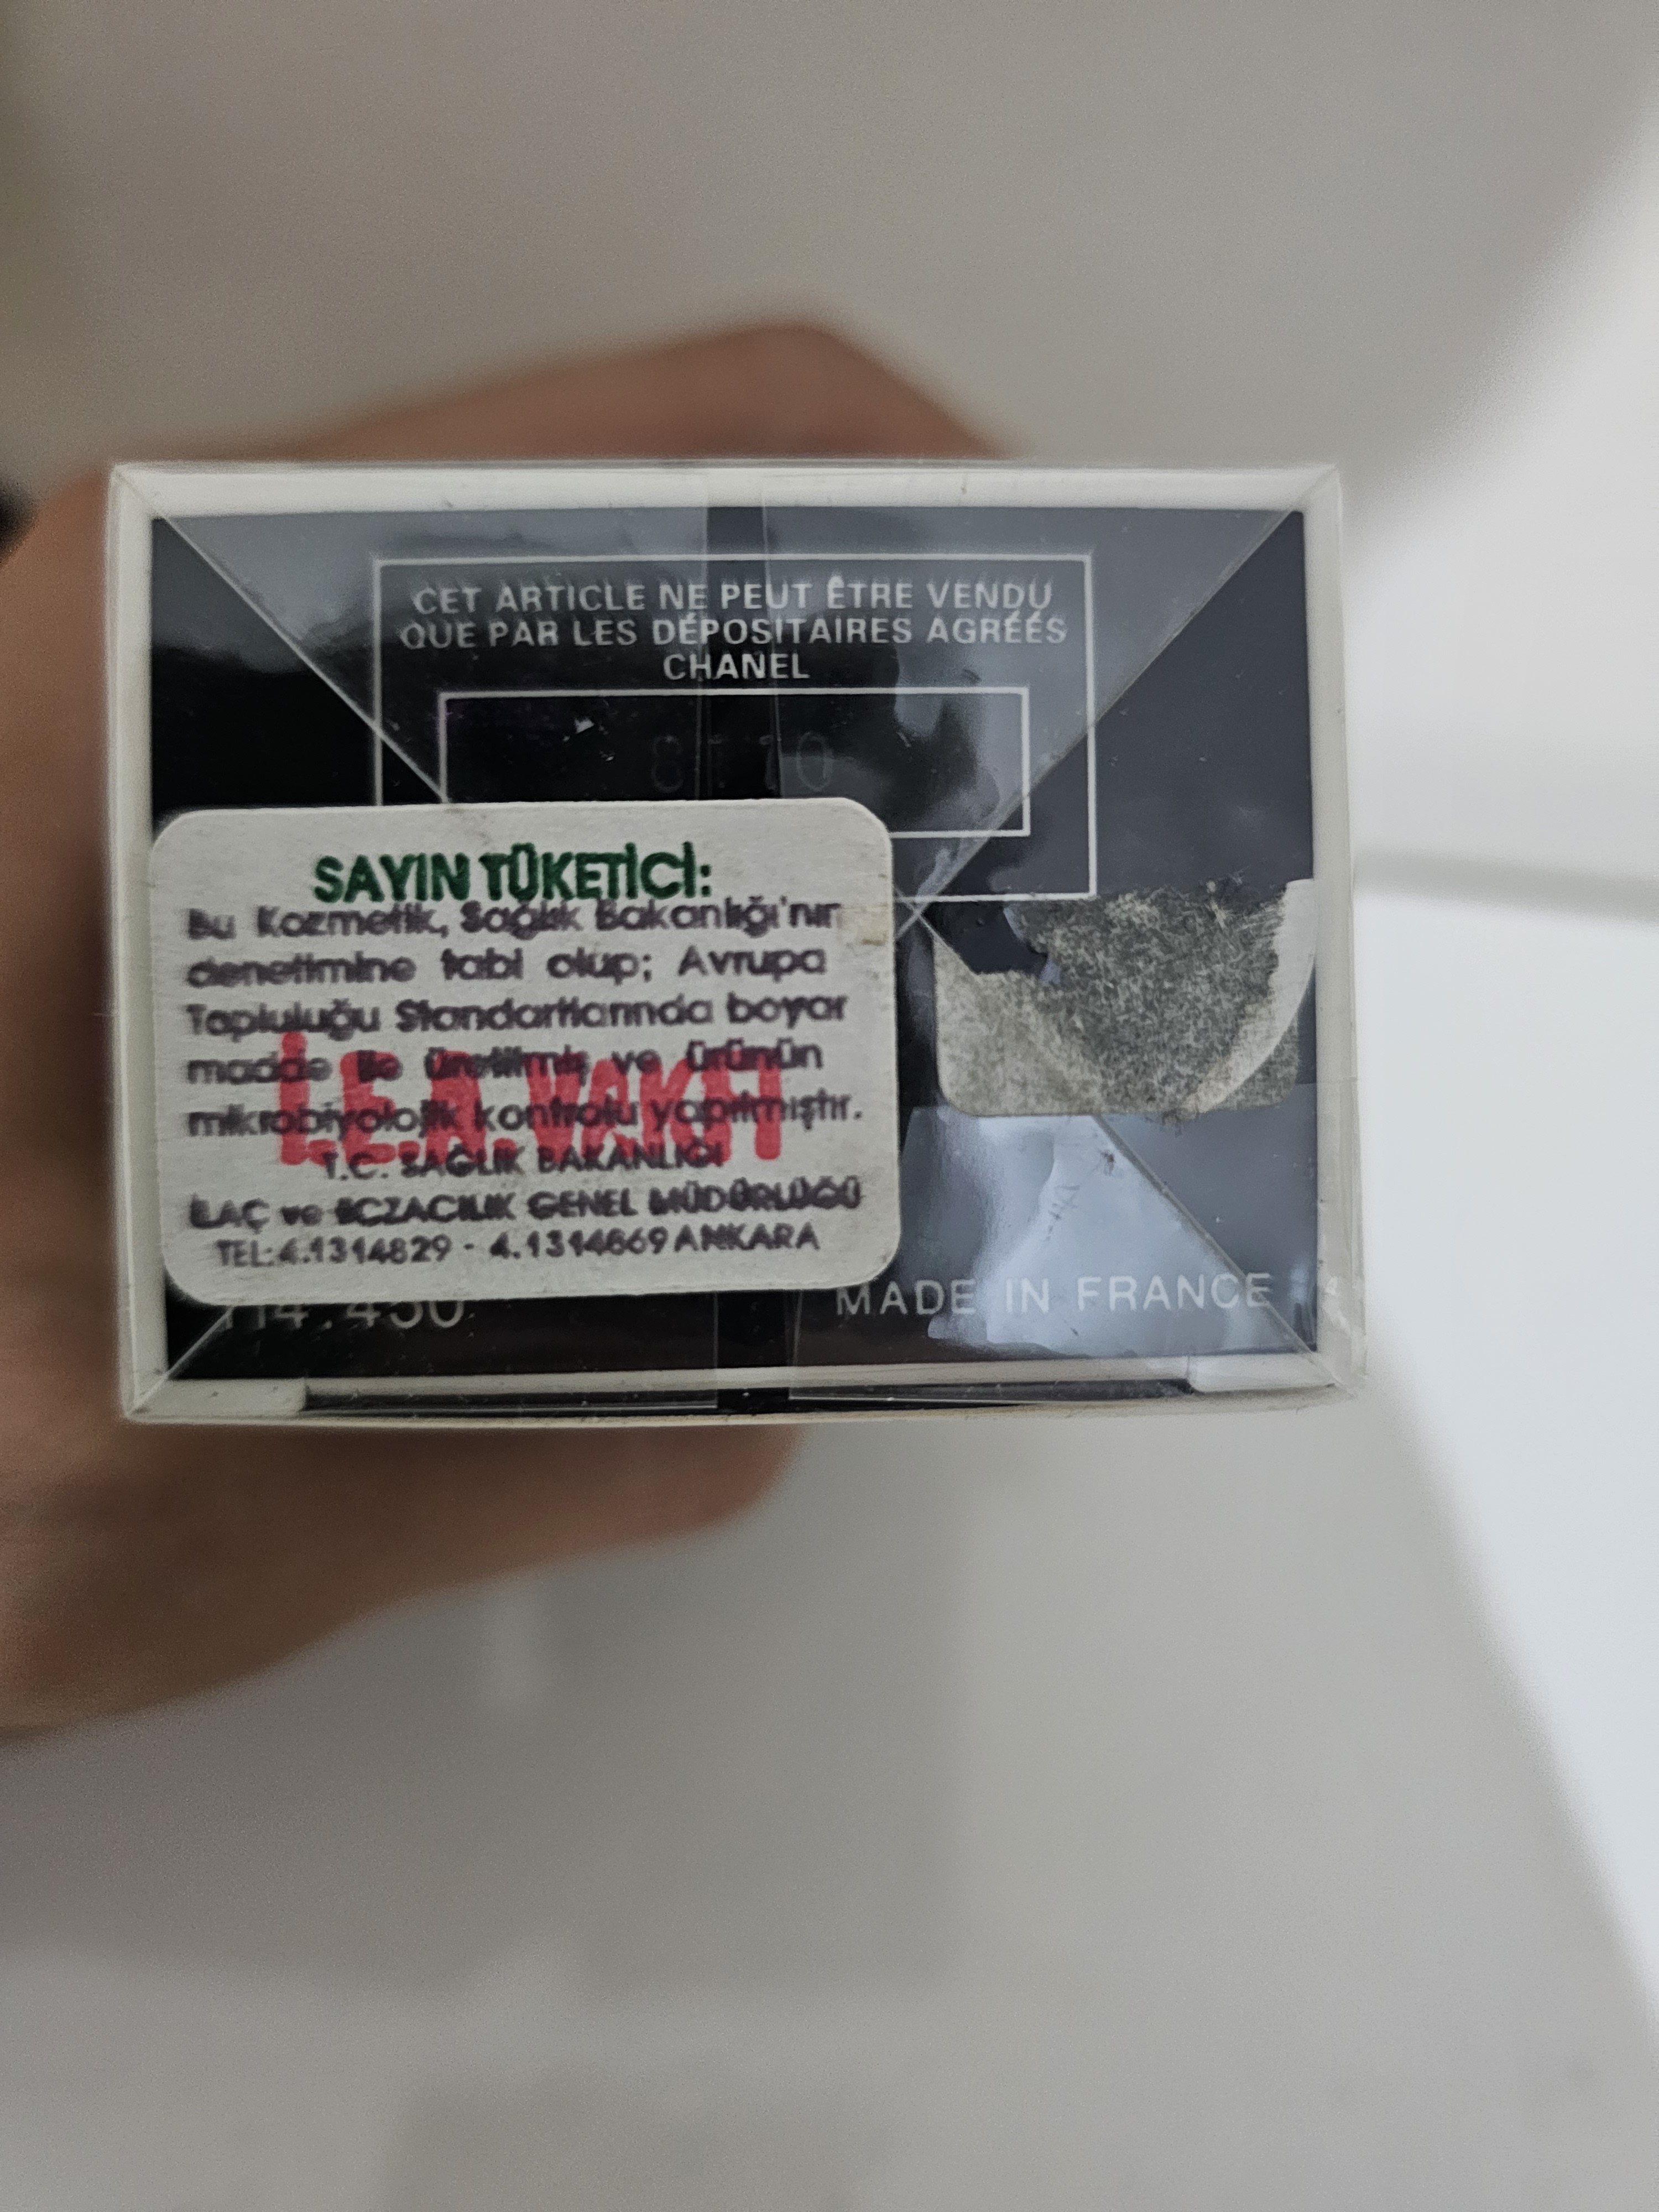 CET ARTICLE NE PEUT ÊTRE VENDU
QUE PAR LES DÉPOSITAIRES AGRÉÉS
CHANEL
SAYIN TÜKETİCİ:
Bu Kozmetik, Sağlık Bakanlığı'nın
denetimine tabi olup; Avrupa
Topluluğu Standartlarında boyar
madde ile üretilmiş ve ürünün
mikrobiyolojik kontrolu yapılmıştır.
İ.E.A.VAKFI
T.C. SAĞLIK BAKANLIĞI
İLAÇ ve ECZACILIK GENEL MÜDÜRLÜĞÜ
TEL:4.1314829 - 4.1314669 ANKARA
MADE IN FRANCE